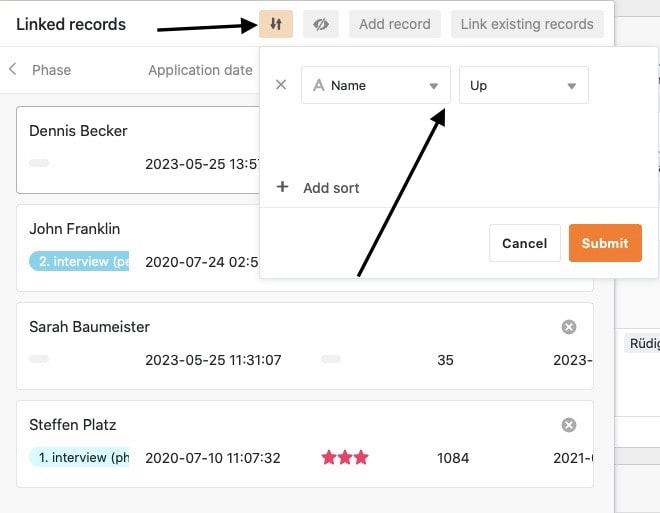 Linked records
Add record
Link existing records
Phase
Application date
A Name
Up
Dennis Becker
2023-05-25 13:5
Add sort
John Franklin
2. interview (pe
2020-07-24 02:5
Cancel
Submit
Sarah Baumeister
2023-05-25 11:31:07
35
2023-
Rüdig
Steffen Platz
1. interview (ph
2020-07-10 11:07:32
1084
2021-0